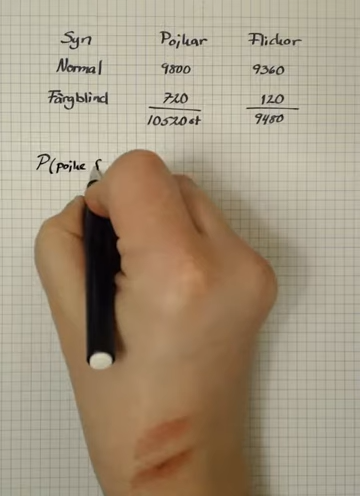 Syn Pojkar Flickor
Normal 9800 9360
Färgblind 720 120
10520 st 9480
P(pojke